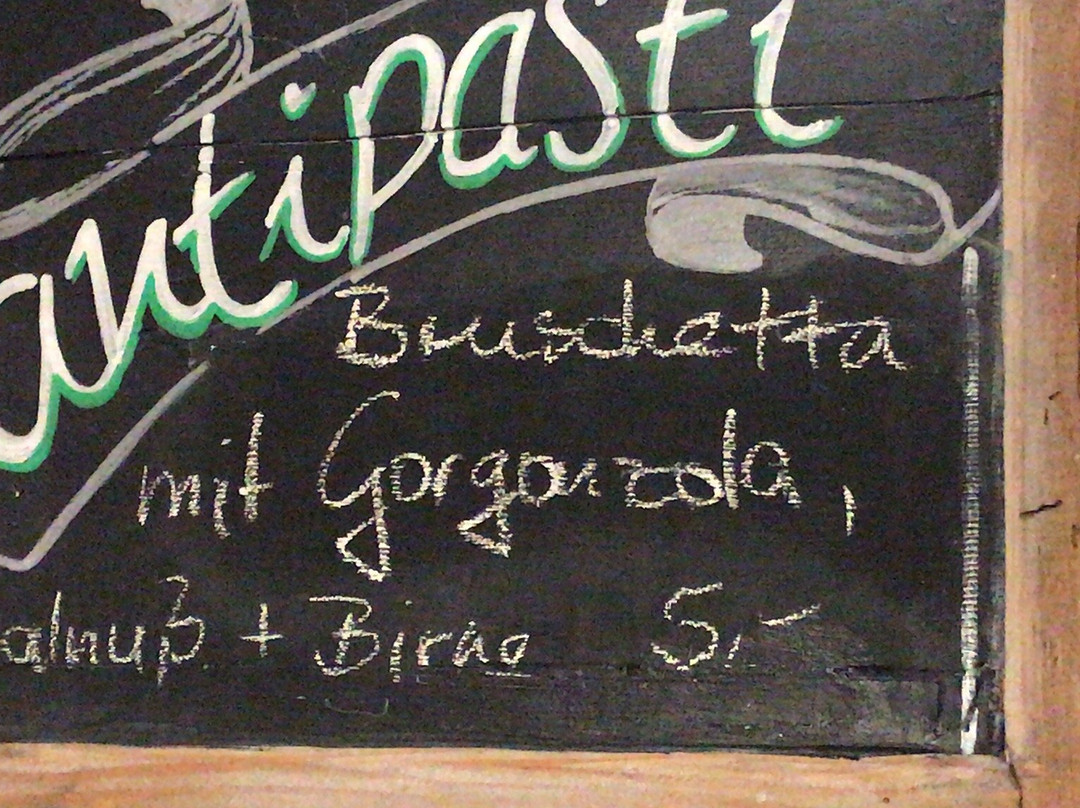 antipasti
Bruschetta
mit Gorgonzola,
alnuß + Birne 5,-